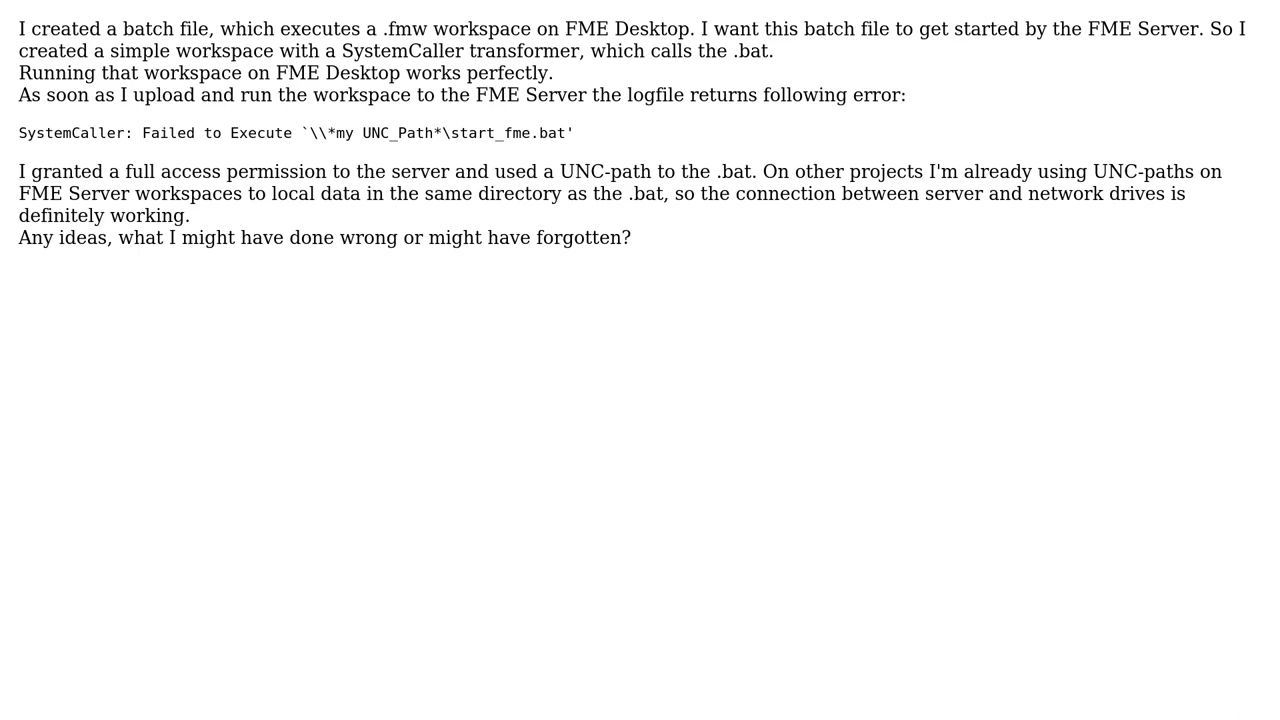 I created a batch file, which executes a .fmw workspace on FME Desktop. I want this batch file to get started by the FME Server. So I
created a simple workspace with a SystemCaller transformer, which calls the .bat.
Running that workspace on FME Desktop works perfectly.
As soon as I upload and run the workspace to the FME Server the logfile returns following error:
SystemCaller: Failed to Execute `\\*my UNC_Path*\start_fme.bat'
I granted a full access permission to the server and used a UNC-path to the .bat. On other projects I'm already using UNC-paths on
FME Server workspaces to local data in the same directory as the .bat, so the connection between server and network drives is
definitely working.
Any ideas, what I might have done wrong or might have forgotten?